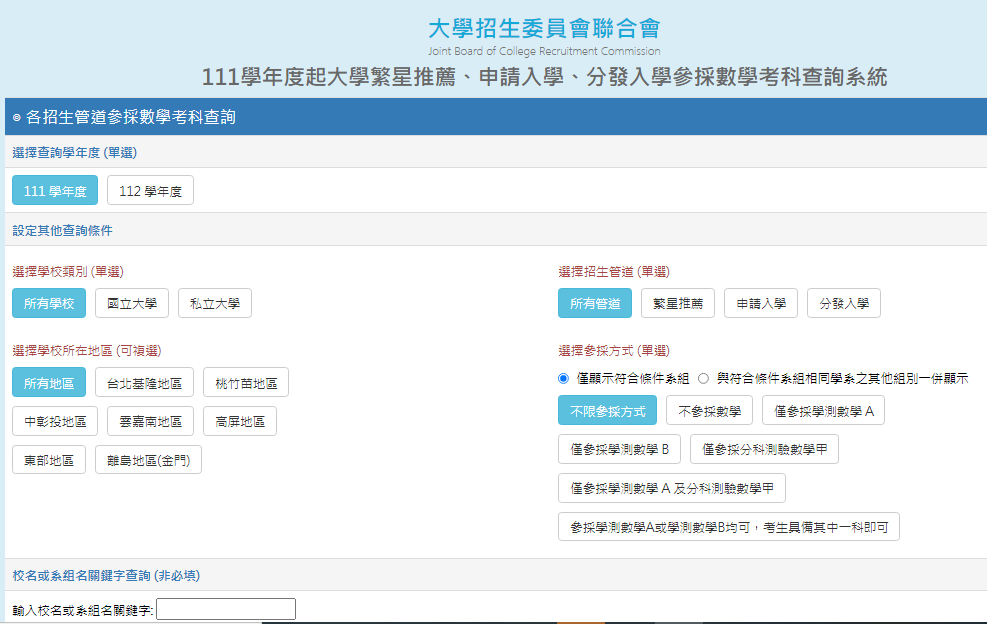 大學招生委員會聯合會
Joint Board of College Recruitment Commission
111學年度起大學繁星推薦、申請入學、分發入學參採數學考科查詢系統
各招生管道參採數學考科查詢
選擇查詢學年度 (單選)
111 學年度 112 學年度
設定其他查詢條件
選擇學校類別 (單選)
所有學校 國立大學 私立大學
選擇學校所在地區 (可複選)
所有地區 台北基隆地區 桃竹苗地區
中彰投地區 雲嘉南地區 高屏地區
東部地區 離島地區(金門)
選擇招生管道 (單選)
所有管道 繁星推薦 申請入學 分發入學
選擇參採方式 (單選)
僅顯示符合條件系組 與符合條件系組相同學系之其他組別一併顯示
不限參採方式 不參採數學 僅參採學測數學 A
僅參採學測數學 B 僅參採分科測驗數學甲
僅參採學測數學 A 及分科測驗數學甲
參採學測數學A或學測數學B均可，考生具備其中一科即可
校名或系組名關鍵字查詢 (非必填)
輸入校名或系組名關鍵字: